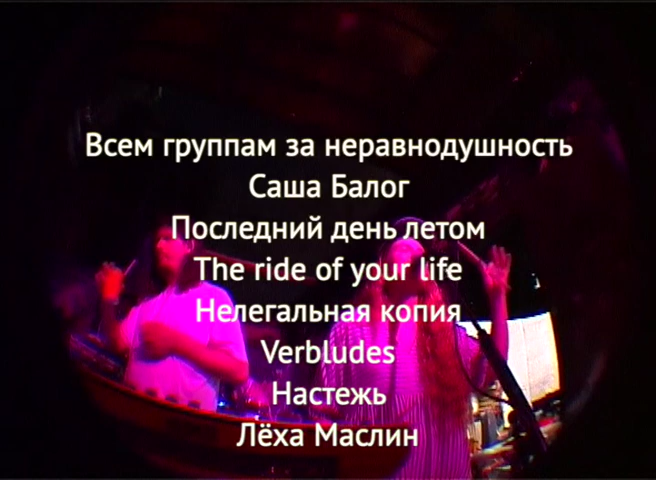 Всем группам за неравнодушность
Саша Балог
Последний день летом
The ride of your life
Нелегальная копия
Verbludes
Настежь
Лёха Маслин